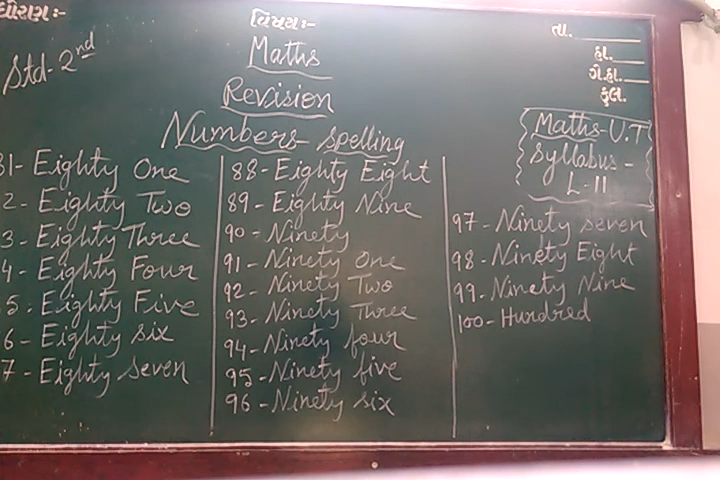 ધોરણ:-
વિષય:-
તા.
હા.
ગે.હા.
કુલ.
Std-2nd
Maths
Revision
Numbers-spelling
Maths-U.T
Syllabus-
L-11
81-Eighty One
2-Eighty Two
3-Eighty Three
4-Eighty Four
5-Eighty Five
6-Eighty six
7-Eighty seven
88-Eighty Eight
89-Eighty Nine
90-Ninety
91-Ninety One
92-Ninety Two
93-Ninety Three
94-Ninety four
95-Ninety five
96-Ninety six
97-Ninety seven
98-Ninety Eight
99-Ninety Nine
100-Hundred